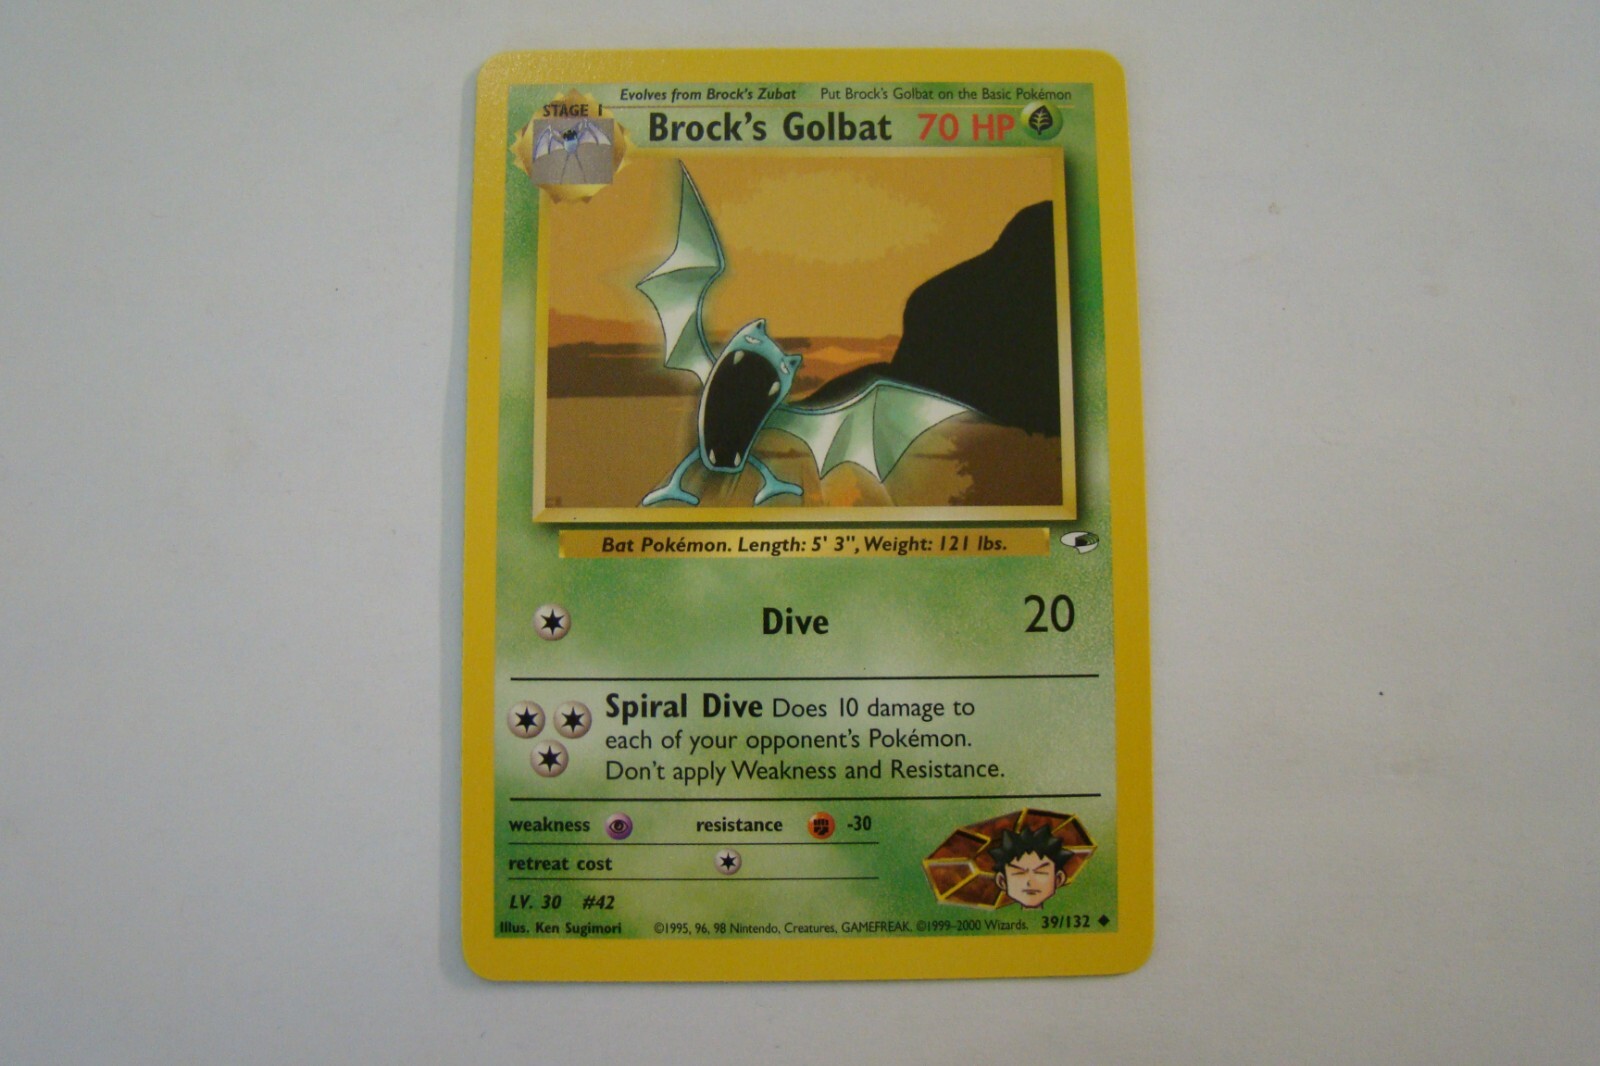 Evolves from Brock's Zubat Put Brock's Golbat on the Basic Pokémon
STAGE 1
Brock's Golbat 70 HP
Bat Pokémon. Length: 5' 3", Weight: 121 lbs.
Dive 20
Spiral Dive Does 10 damage to
each of your opponent's Pokémon.
Don't apply Weakness and Resistance.
weakness resistance -30
retreat cost
LV. 30 #42
Illus. Ken Sugimori ©1995, 96, 98 Nintendo, Creatures, GAMEFREAK. ©1999–2000 Wizards. 39/132